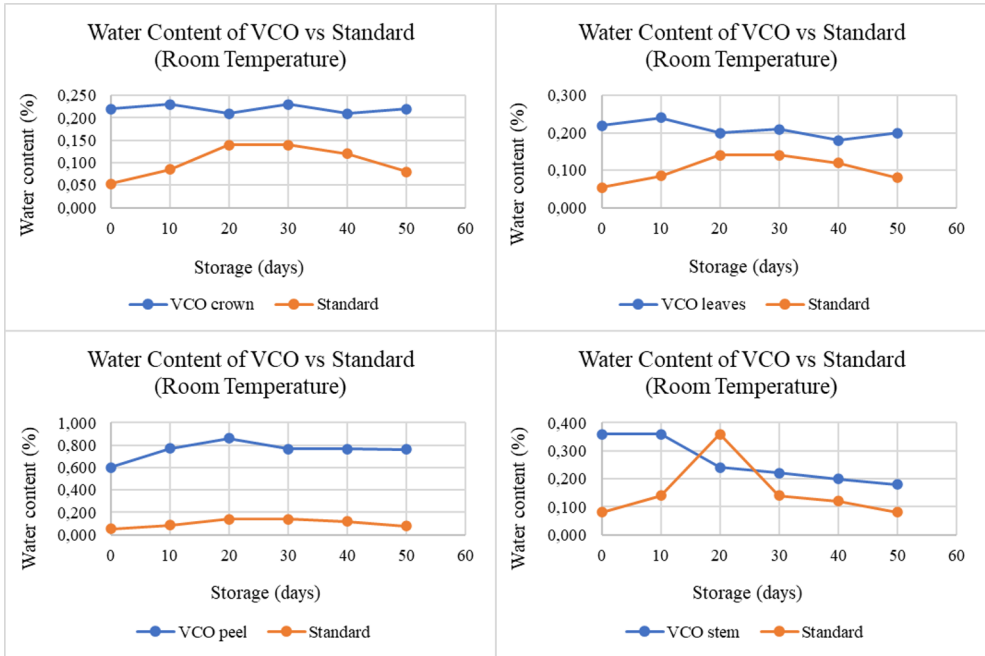 Water Content of VCO vs Standard
(Room Temperature)
Water content (%)
0,250
0,200
0,150
0,100
0,050
0,000
0 10 20 30 40 50 60
Storage (days)
VCO crown Standard
Water Content of VCO vs Standard
(Room Temperature)
Water content (%)
0,300
0,200
0,100
0,000
0 10 20 30 40 50 60
Storage (days)
VCO leaves Standard
Water Content of VCO vs Standard
(Room Temperature)
Water content (%)
1,000
0,800
0,600
0,400
0,200
0,000
0 10 20 30 40 50 60
Storage (days)
VCO peel Standard
Water Content of VCO vs Standard
(Room Temperature)
Water content (%)
0,400
0,300
0,200
0,100
0,000
0 10 20 30 40 50 60
Storage (days)
VCO stem Standard